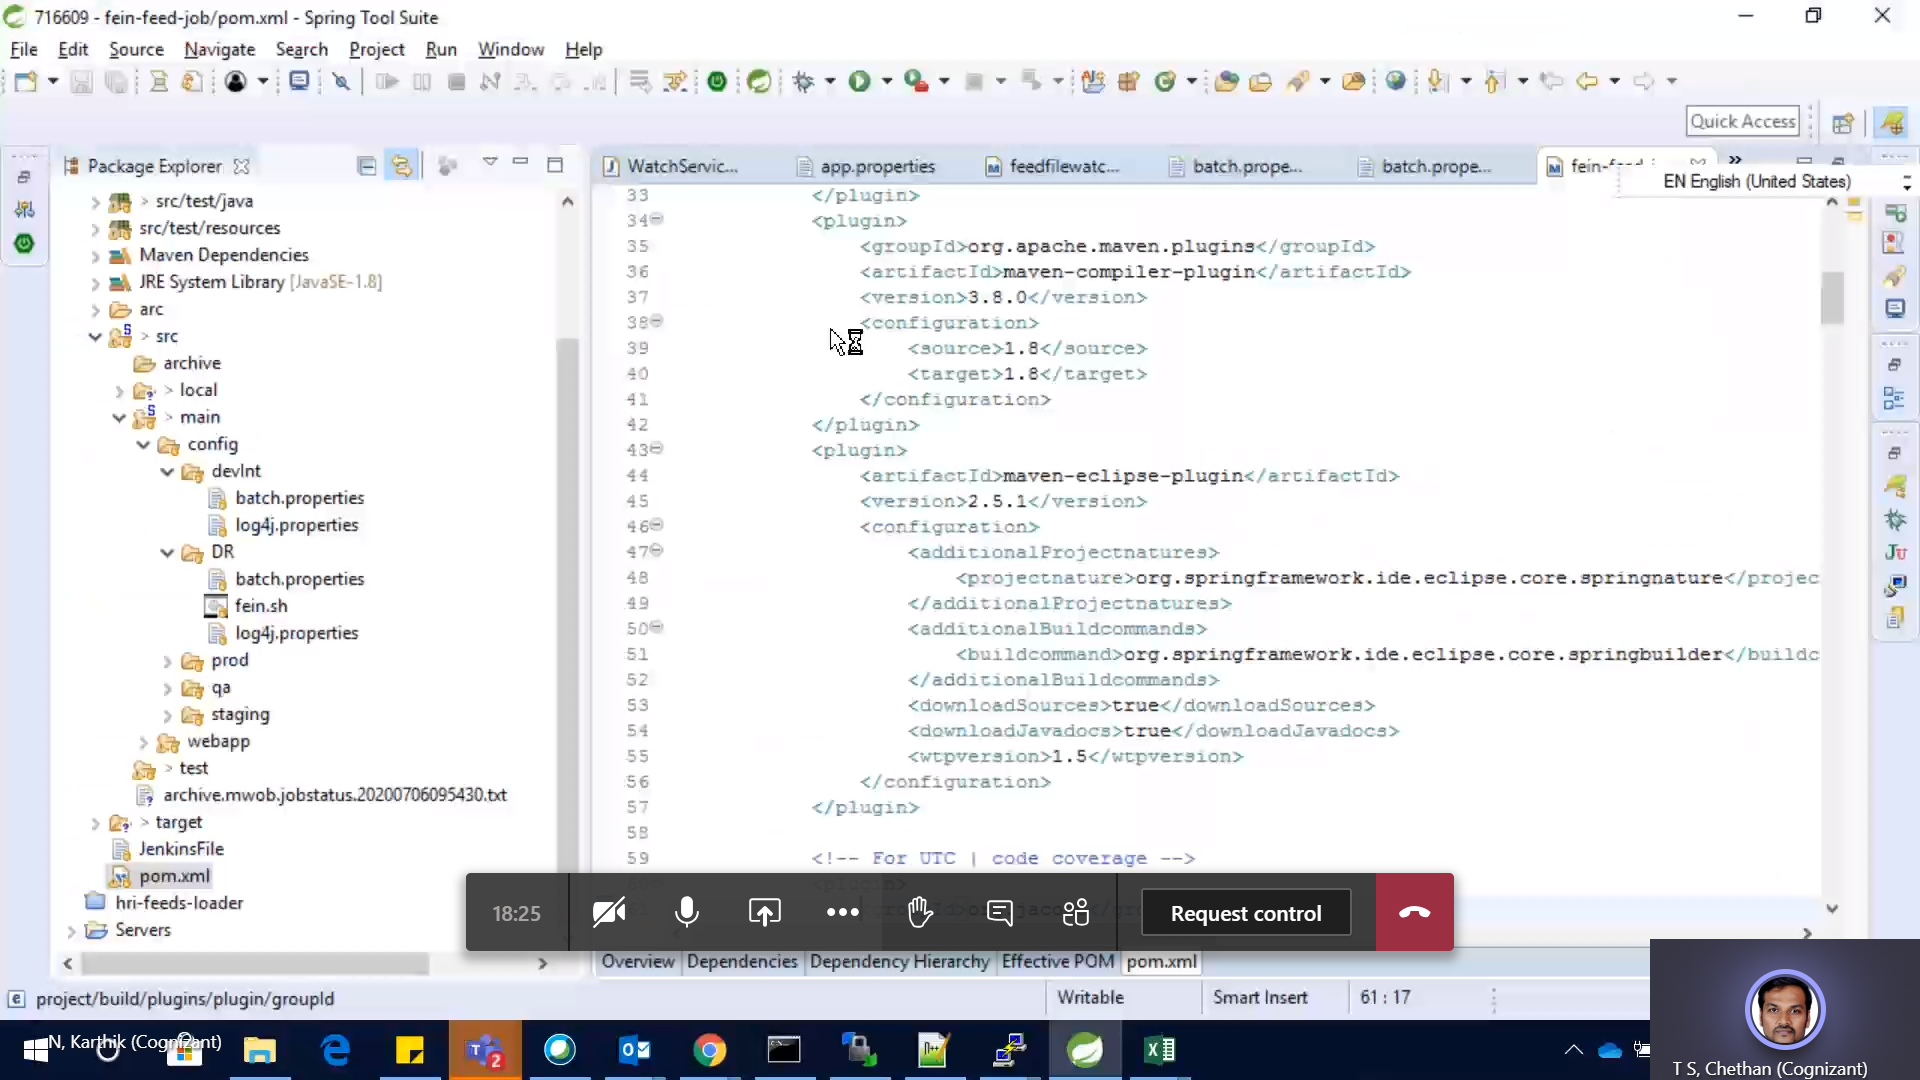 716609 - fein-feed-job/pom.xml - Spring Tool Suite
File Edit Source Navigate Search Project Run Window Help
Quick Access
Package Explorer
WatchServic... app.properties feedfilewatc... batch.prope... batch.prope...
EN English (United States)
> src/test/java
src/test/resources
Maven Dependencies
JRE System Library [JavaSE-1.8]
arc
> src
archive
> local
> main
config
devInt
batch.properties
log4j.properties
DR
batch.properties
fein.sh
log4j.properties
prod
qa
staging
webapp
> test
archive.mwob.jobstatus.20200706095430.txt
> target
JenkinsFile
pom.xml
hri-feeds-loader
Servers
33 </plugin>
34 <plugin>
35 <groupId>org.apache.maven.plugins</groupId>
36 <artifactId>maven-compiler-plugin</artifactId>
37 <version>3.8.0</version>
38 <configuration>
39 <source>1.8</source>
40 <target>1.8</target>
41 </configuration>
42 </plugin>
43 <plugin>
44 <artifactId>maven-eclipse-plugin</artifactId>
45 <version>2.5.1</version>
46 <configuration>
47 <additionalProjectnatures>
48 <projectnature>org.springframework.ide.eclipse.core.springnature</projec
49 </additionalProjectnatures>
50 <additionalBuildcommands>
51 <buildcommand>org.springframework.ide.eclipse.core.springbuilder</buildc
52 </additionalBuildcommands>
53 <downloadSources>true</downloadSources>
54 <downloadJavadocs>true</downloadJavadocs>
55 <wtpversion>1.5</wtpversion>
56 </configuration>
57 </plugin>
58
59 <!-- For UTC | code coverage -->
18:25
Request control
Overview Dependencies Dependency Hierarchy Effective POM pom.xml
project/build/plugins/plugin/groupId
Writable
Smart Insert
61 : 17
N, Karthik (Cognizant)
2
T S, Chethan (Cognizant)